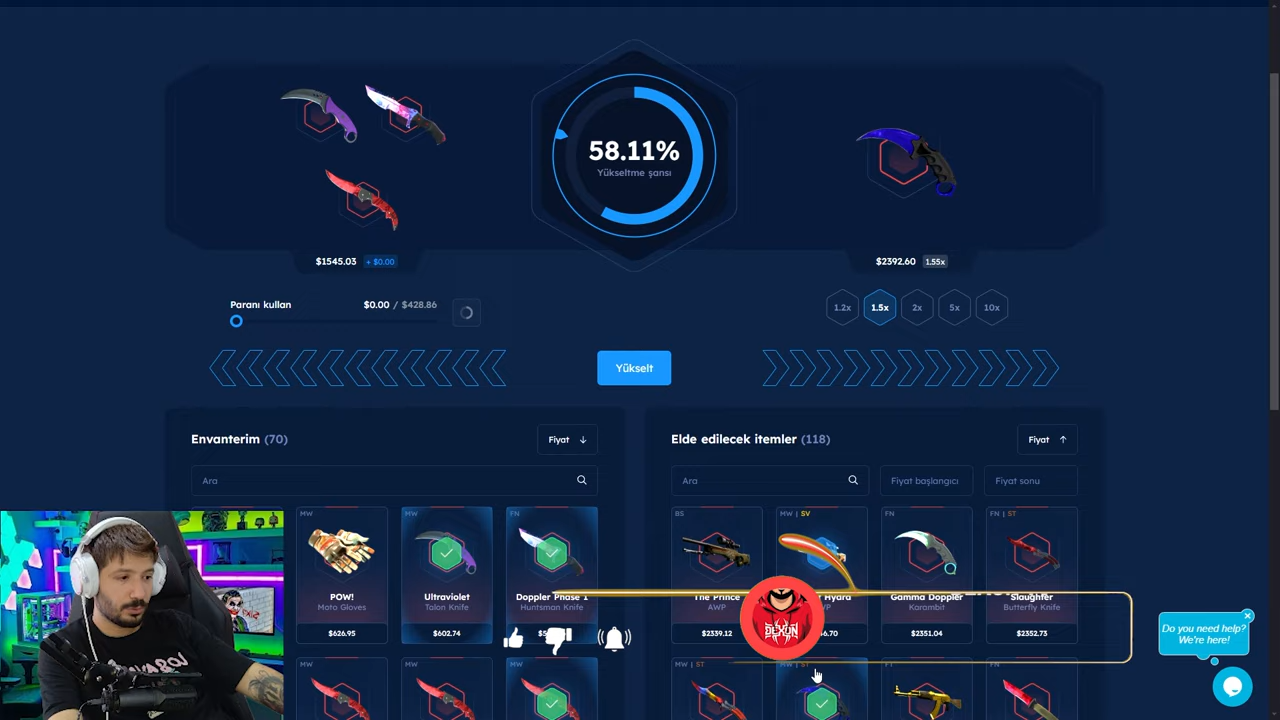 58.11%
Yükseltme şansı
$1545.03 + $0.00
$2392.60 1.55x
Paranı kullan $0.00 / $428.86
1.2x 1.5x 2x 5x 10x
Yükselt
Envanterim (70) Fiyat
Elde edilecek itemler (118) Fiyat
Ara
Ara Fiyat başlangıcı Fiyat sonu
MW
POW!
Moto Gloves
$626.95
MW
Ultraviolet
Talon Knife
$602.74
FN
Doppler Phase 1
Huntsman Knife
BS
The Prince
AWP
$2339.12
MW | SV
Hydra
FN
Gamma Doppler
Karambit
$2351.04
FN | ST
Slaughter
Butterfly Knife
$2352.73
MW
MW
MW
MW | ST
MW | ST
FT
FN
DEXON
Do you need help?
We're here!